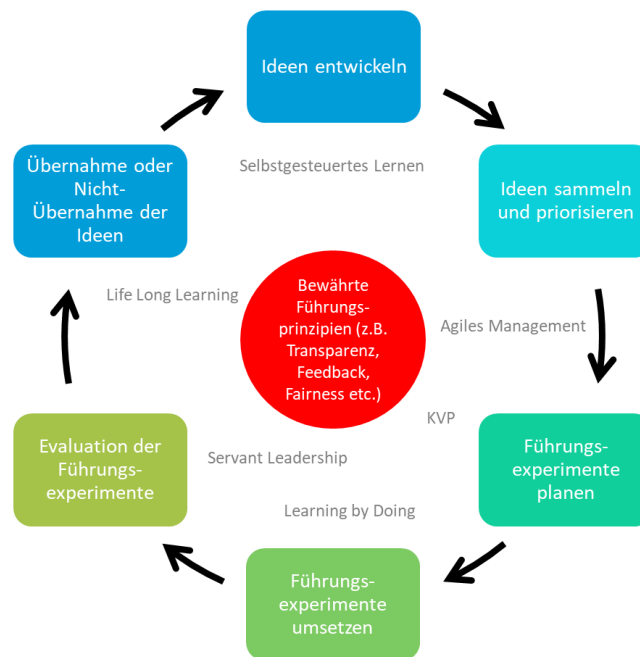 Ideen entwickeln
Selbstgesteuertes Lernen
Ideen sammeln
und priorisieren
Agiles Management
KVP
Führungs-
experimente
planen
Learning by Doing
Führungs-
experimente
umsetzen
Servant Leadership
Evaluation der
Führungs-
experimente
Life Long Learning
Übernahme oder
Nicht-
Übernahme der
Ideen
Bewährte
Führungs-
prinzipien (z.B.
Transparenz,
Feedback,
Fairness etc.)